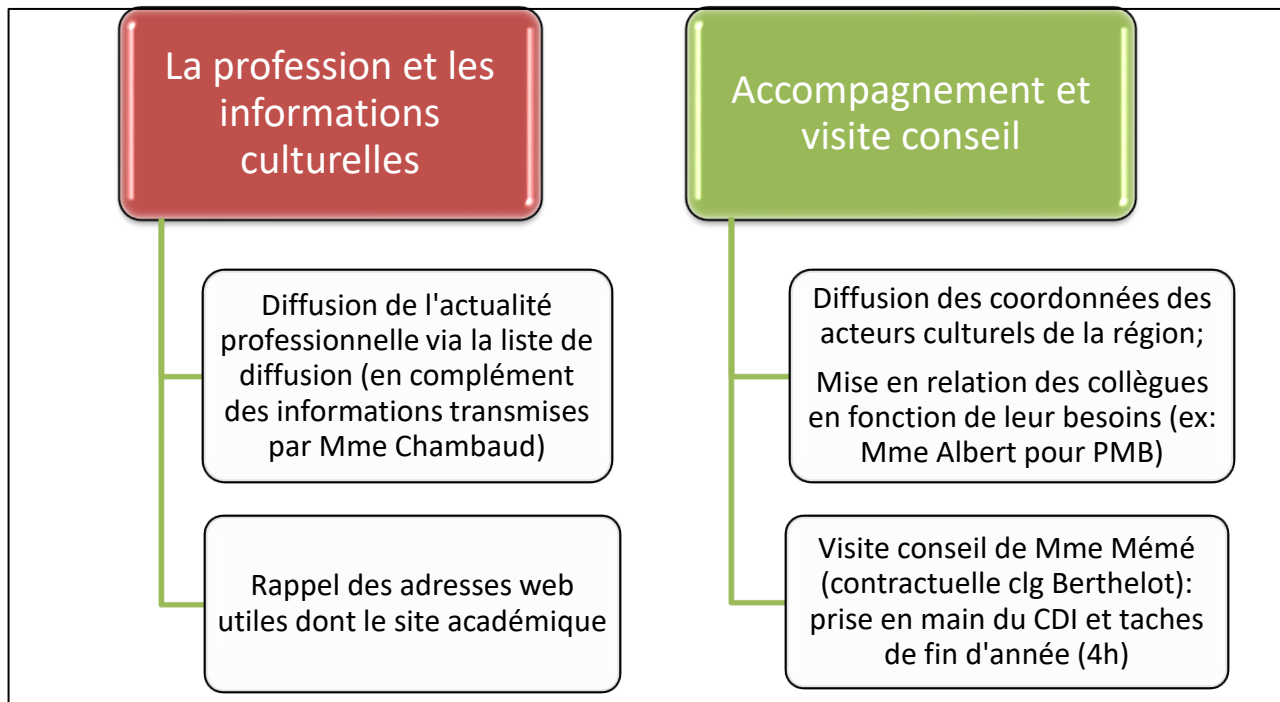 La profession et les
informations
culturelles
Diffusion de l'actualité
professionnelle via la liste de
diffusion (en complément
des informations transmises
par Mme Chambaud)
Rappel des adresses web
utiles dont le site académique
Accompagnement et
visite conseil
Diffusion des coordonnées des
acteurs culturels de la région;
Mise en relation des collègues
en fonction de leur besoins (ex:
Mme Albert pour PMB)
Visite conseil de Mme Mémé
(contractuelle clg Berthelot):
prise en main du CDI et taches
de fin d'année (4h)